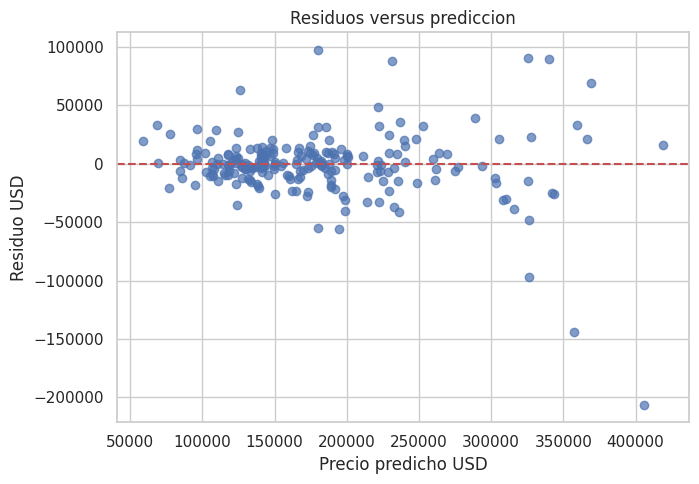 Residuos versus prediccion
Residuo USD
100000
50000
0
−50000
−100000
−150000
−200000
50000 100000 150000 200000 250000 300000 350000 400000
Precio predicho USD